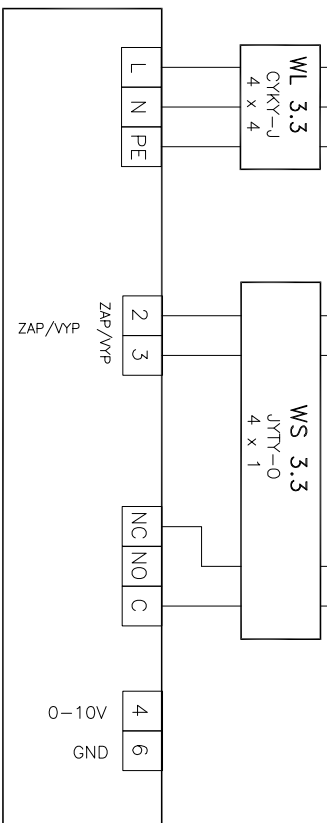 L
N
PE
WL 3.3
CYKY-J
4 x 4
ZAP/VYP
ZAP/VYP
2
3
WS 3.3
JYTY-O
4 x 1
NC
NO
C
0-10V
4
GND
6